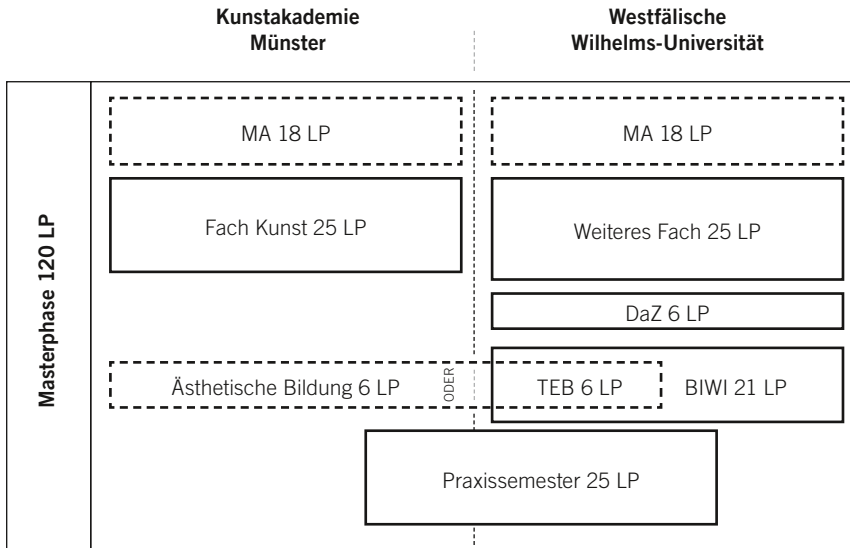 Kunstakademie
Münster
Westfälische
Wilhelms-Universität
Masterphase 120 LP
MA 18 LP
MA 18 LP
Fach Kunst 25 LP
Weiteres Fach 25 LP
DaZ 6 LP
Ästhetische Bildung 6 LP
ODER
TEB 6 LP
BIWI 21 LP
Praxissemester 25 LP